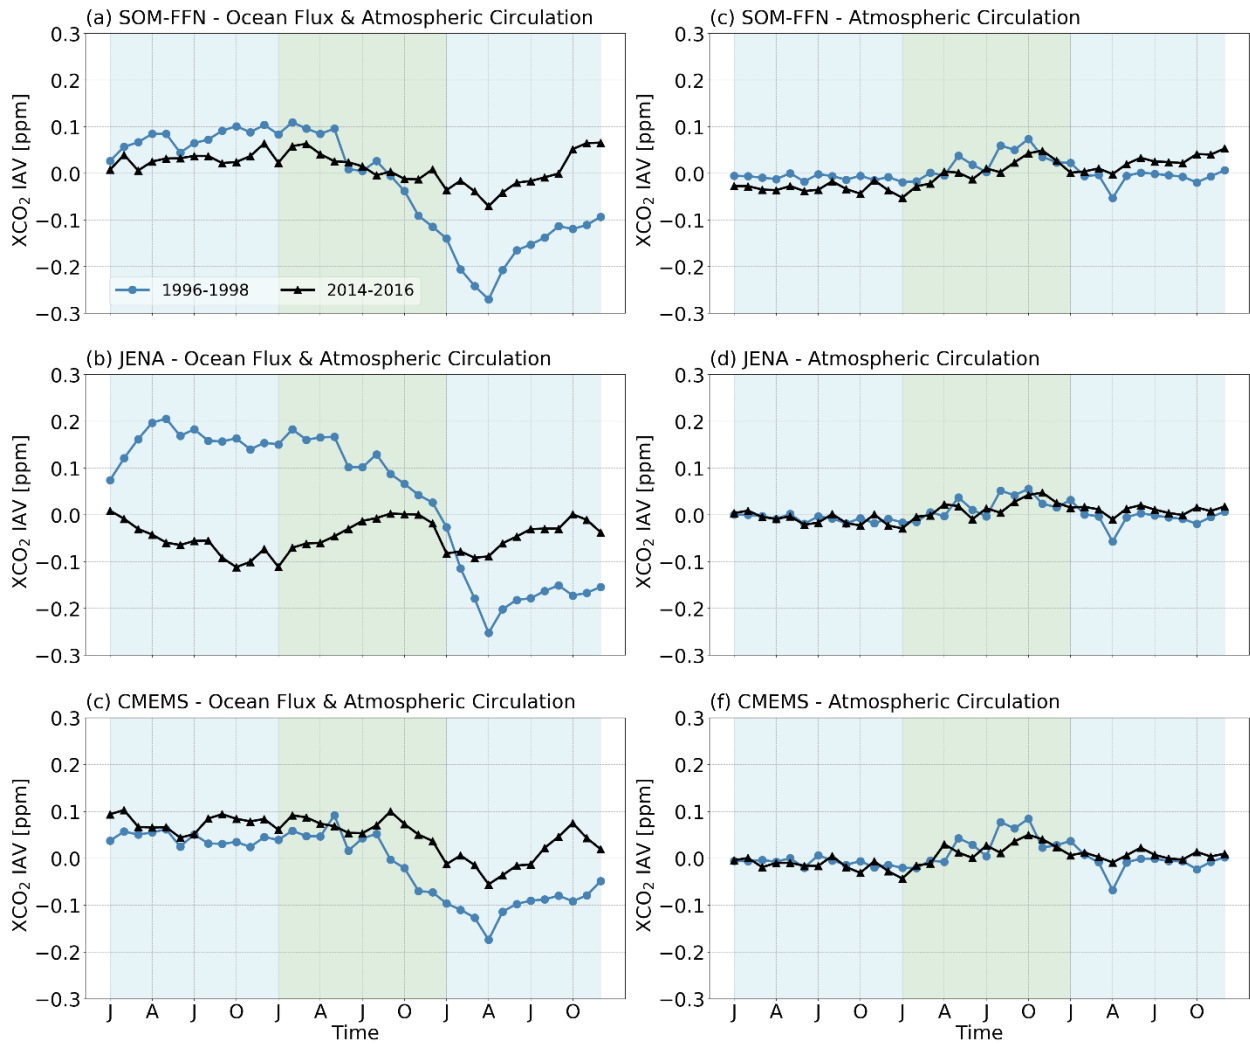 (a) SOM-FFN - Ocean Flux & Atmospheric Circulation
0.3
0.2
0.1
0.0
−0.1
−0.2
−0.3
XCO₂ IAV [ppm]
1996-1998
2014-2016
(c) SOM-FFN - Atmospheric Circulation
0.3
0.2
0.1
0.0
−0.1
−0.2
−0.3
XCO₂ IAV [ppm]
(b) JENA - Ocean Flux & Atmospheric Circulation
0.3
0.2
0.1
0.0
−0.1
−0.2
−0.3
XCO₂ IAV [ppm]
(d) JENA - Atmospheric Circulation
0.3
0.2
0.1
0.0
−0.1
−0.2
−0.3
XCO₂ IAV [ppm]
(c) CMEMS - Ocean Flux & Atmospheric Circulation
0.3
0.2
0.1
0.0
−0.1
−0.2
−0.3
XCO₂ IAV [ppm]
J A J O J A J O J A J O
Time
(f) CMEMS - Atmospheric Circulation
0.3
0.2
0.1
0.0
−0.1
−0.2
−0.3
XCO₂ IAV [ppm]
J A J O J A J O J A J O
Time